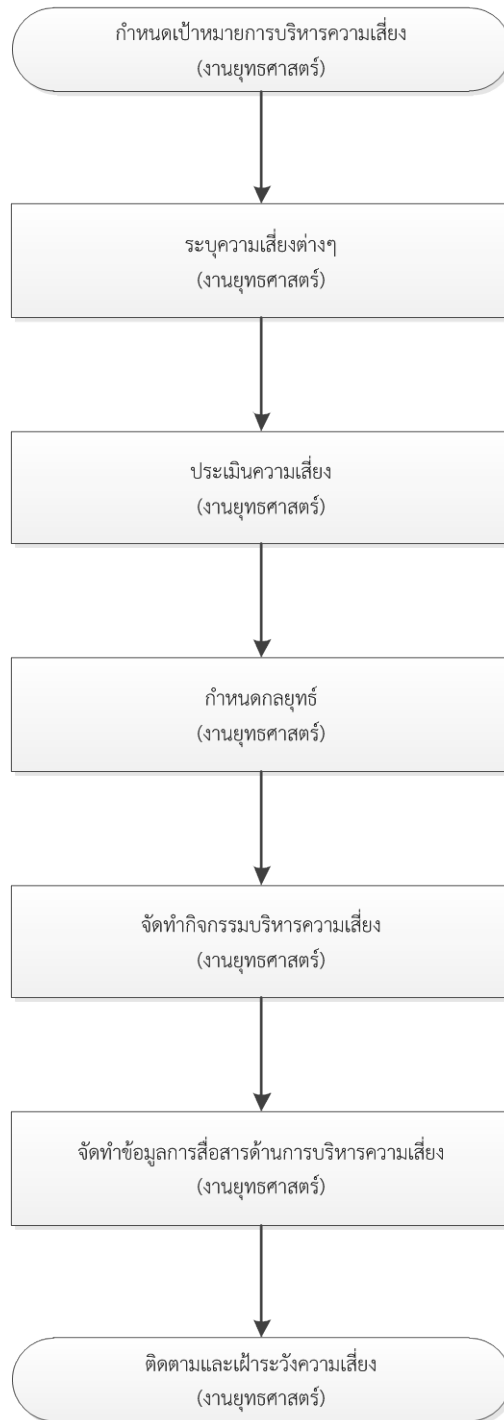 กำหนดเป้าหมายการบริหารความเสี่ยง
(งานยุทธศาสตร์)
ระบุความเสี่ยงต่างๆ
(งานยุทธศาสตร์)
ประเมินความเสี่ยง
(งานยุทธศาสตร์)
กำหนดกลยุทธ์
(งานยุทธศาสตร์)
จัดทำกิจกรรมบริหารความเสี่ยง
(งานยุทธศาสตร์)
จัดทำข้อมูลการสื่อสารด้านการบริหารความเสี่ยง
(งานยุทธศาสตร์)
ติดตามและเฝ้าระวังความเสี่ยง
(งานยุทธศาสตร์)